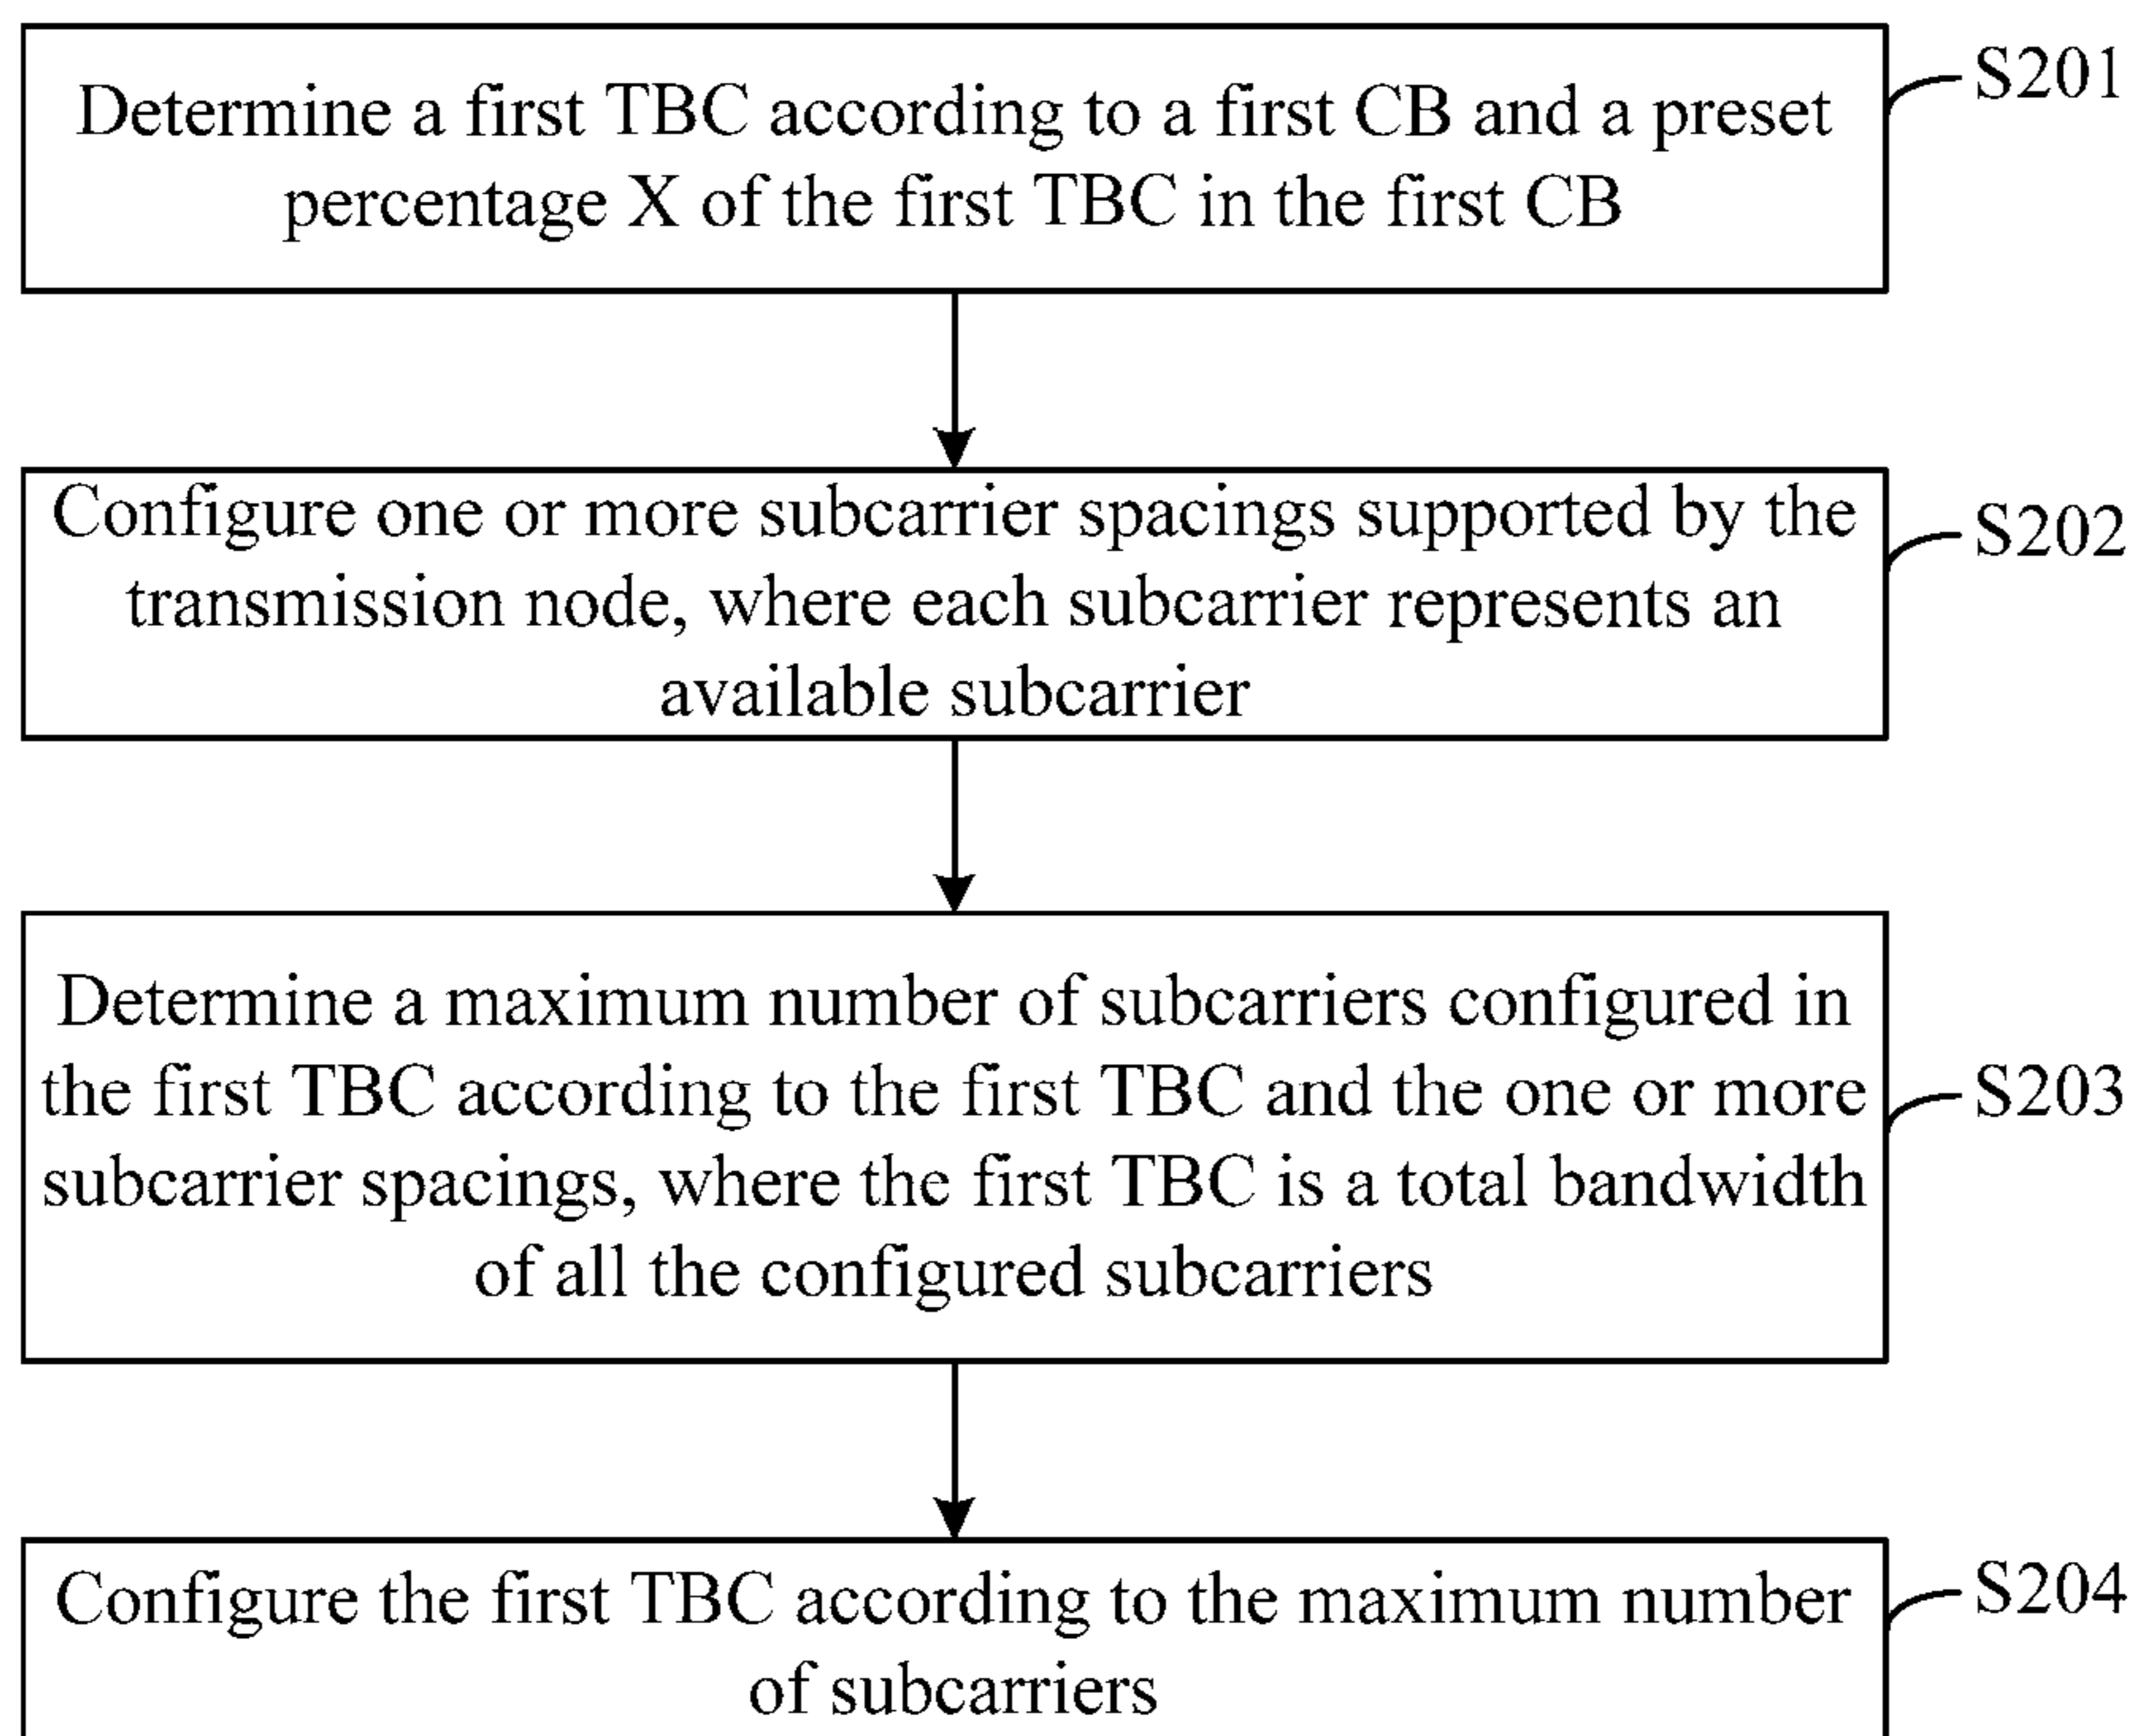 Determine a first TBC according to a first CB and a preset
percentage X of the first TBC in the first CB
S201
Configure one or more subcarrier spacings supported by the
transmission node, where each subcarrier represents an
available subcarrier
S202
Determine a maximum number of subcarriers configured in
the first TBC according to the first TBC and the one or more
subcarrier spacings, where the first TBC is a total bandwidth
of all the configured subcarriers
S203
Configure the first TBC according to the maximum number
of subcarriers
S204